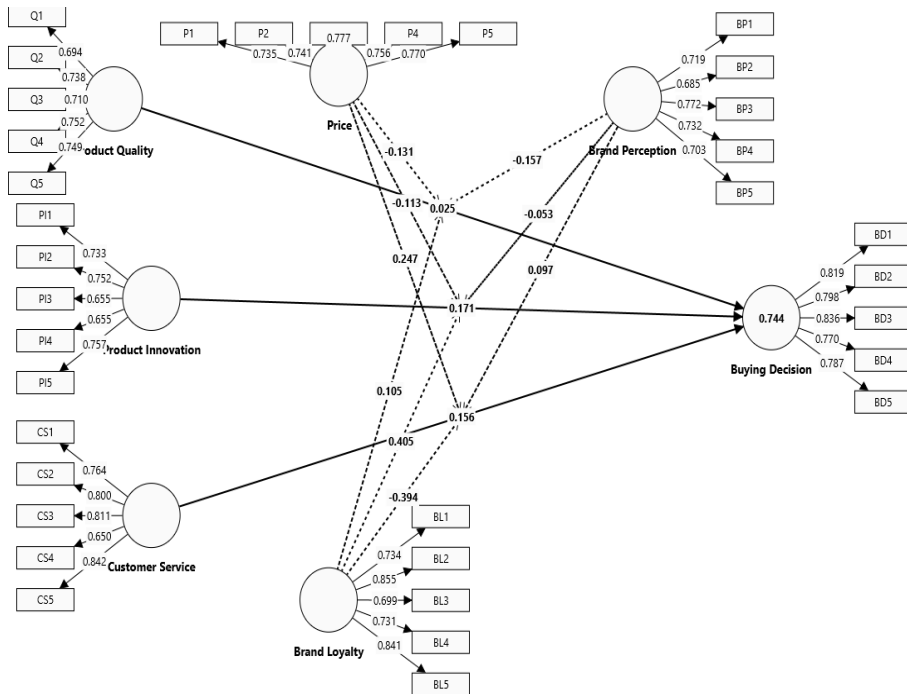 Q1
Q2
Q3
Q4
Q5
0.694
0.738
0.710
0.752
0.749
roduct Quality
P1
P2
P4
P5
0.735
0.741
0.777
0.756
0.770
Price
BP1
BP2
BP3
BP4
BP5
0.719
0.685
0.772
0.732
0.703
Brand Perception
-0.131
-0.157
-0.113
0.025
-0.053
0.247
0.097
PI1
PI2
PI3
PI4
PI5
0.733
0.752
0.655
0.655
0.757
roduct Innovation
0.171
BD1
BD2
BD3
BD4
BD5
0.819
0.798
0.836
0.770
0.787
0.744
Buying Decision
0.105
0.156
0.405
-0.394
CS1
CS2
CS3
CS4
CS5
0.764
0.800
0.811
0.650
0.842
Customer Service
BL1
BL2
BL3
BL4
BL5
0.734
0.855
0.699
0.731
0.841
Brand Loyalty